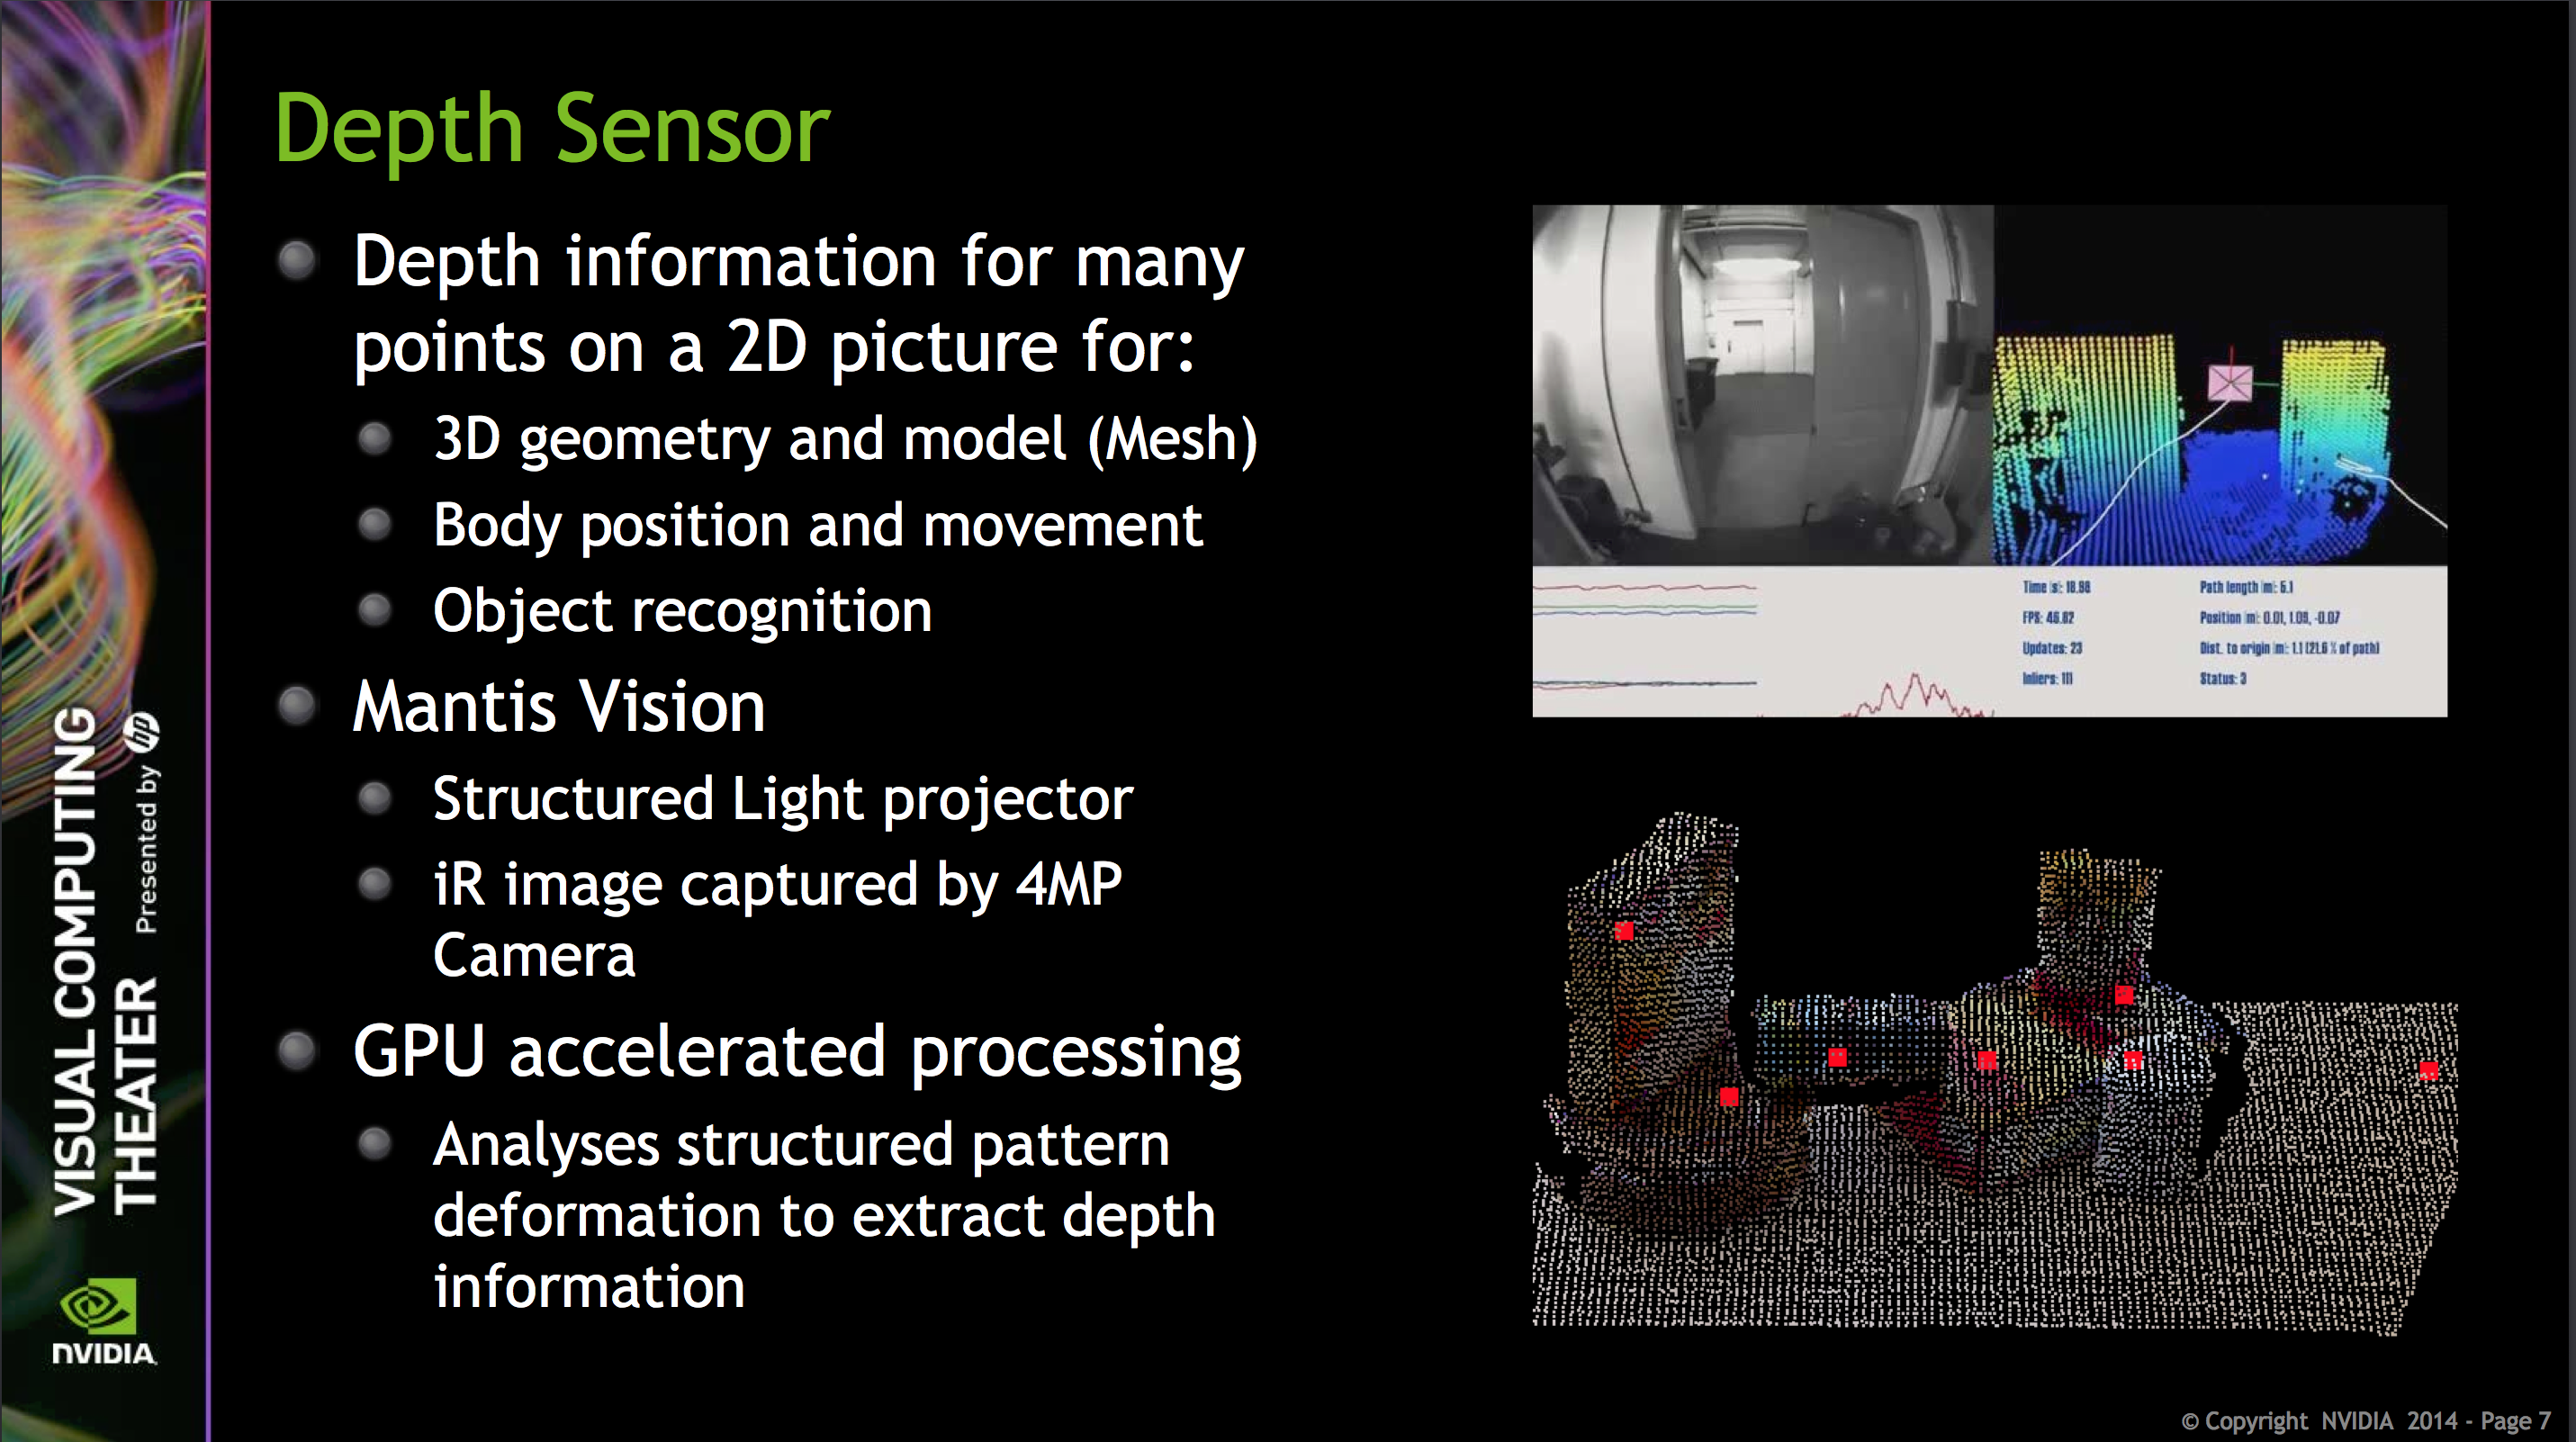 Depth Sensor
Depth information for many
points on a 2D picture for:
3D geometry and model (Mesh)
Body position and movement
Object recognition
Mantis Vision
Structured Light projector
iR image captured by 4MP
Camera
GPU accelerated processing
Analyses structured pattern
deformation to extract depth
information
Time [s]: 18.98
FPS: 46.62
Updates: 23
Inliers: 111
Path length [m]: 5.1
Position [m]: 0.01, 1.09, -0.07
Dist. to origin [m]: 1.1 (21.6 % of path)
Status: 3
VISUAL COMPUTING
THEATER
Presented by hp
NVIDIA
© Copyright NVIDIA 2014 - Page 7